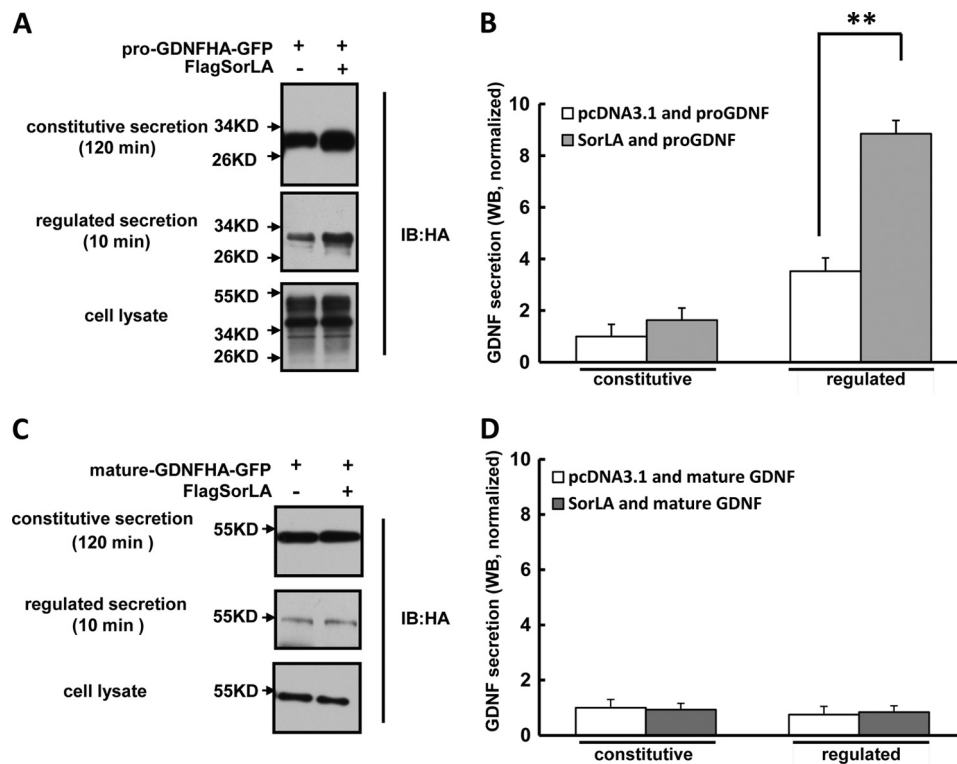 A
pro-GDNFHA-GFP + +
FlagSorLA - +
constitutive secretion
(120 min)
34KD
26KD
regulated secretion
(10 min)
34KD
26KD
cell lysate
55KD
34KD
26KD
IB:HA
B
**
pcDNA3.1 and proGDNF
SorLA and proGDNF
GDNF secretion (WB, normalized)
10
8
6
4
2
0
constitutive
regulated
C
mature-GDNFHA-GFP + +
FlagSorLA - +
constitutive secretion
(120 min )
55KD
regulated secretion
(10 min )
55KD
cell lysate
55KD
IB:HA
D
pcDNA3.1 and mature GDNF
SorLA and mature GDNF
GDNF secretion (WB, normalized)
10
8
6
4
2
0
constitutive
regulated